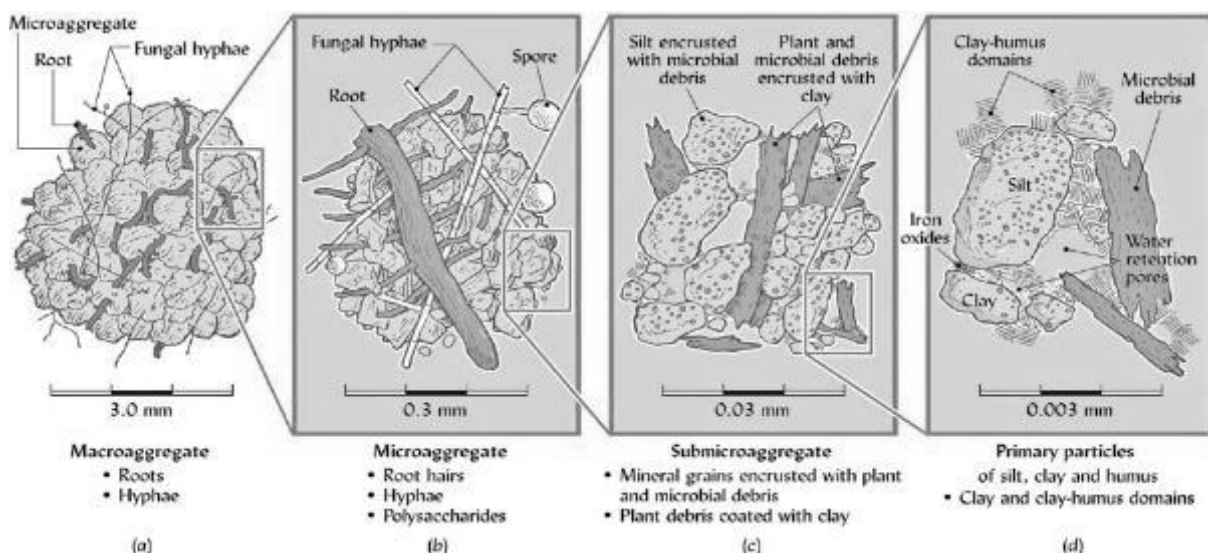 Microaggregate
Root
Fungal hyphae
3.0 mm
Macroaggregate
• Roots
• Hyphae
(a)
Fungal hyphae
Spore
Root
0.3 mm
Microaggregate
• Root hairs
• Hyphae
• Polysaccharides
(b)
Silt encrusted
with microbial
debris
Plant and
microbial debris
encrusted with
clay
0.03 mm
Submicroaggregate
• Mineral grains encrusted with plant
and microbial debris
• Plant debris coated with clay
(c)
Clay-humus
domains
Microbial
debris
Silt
Iron
oxides
Water
retention
pores
Clay
0.003 mm
Primary particles
of silt, clay and humus
• Clay and clay-humus domains
(d)